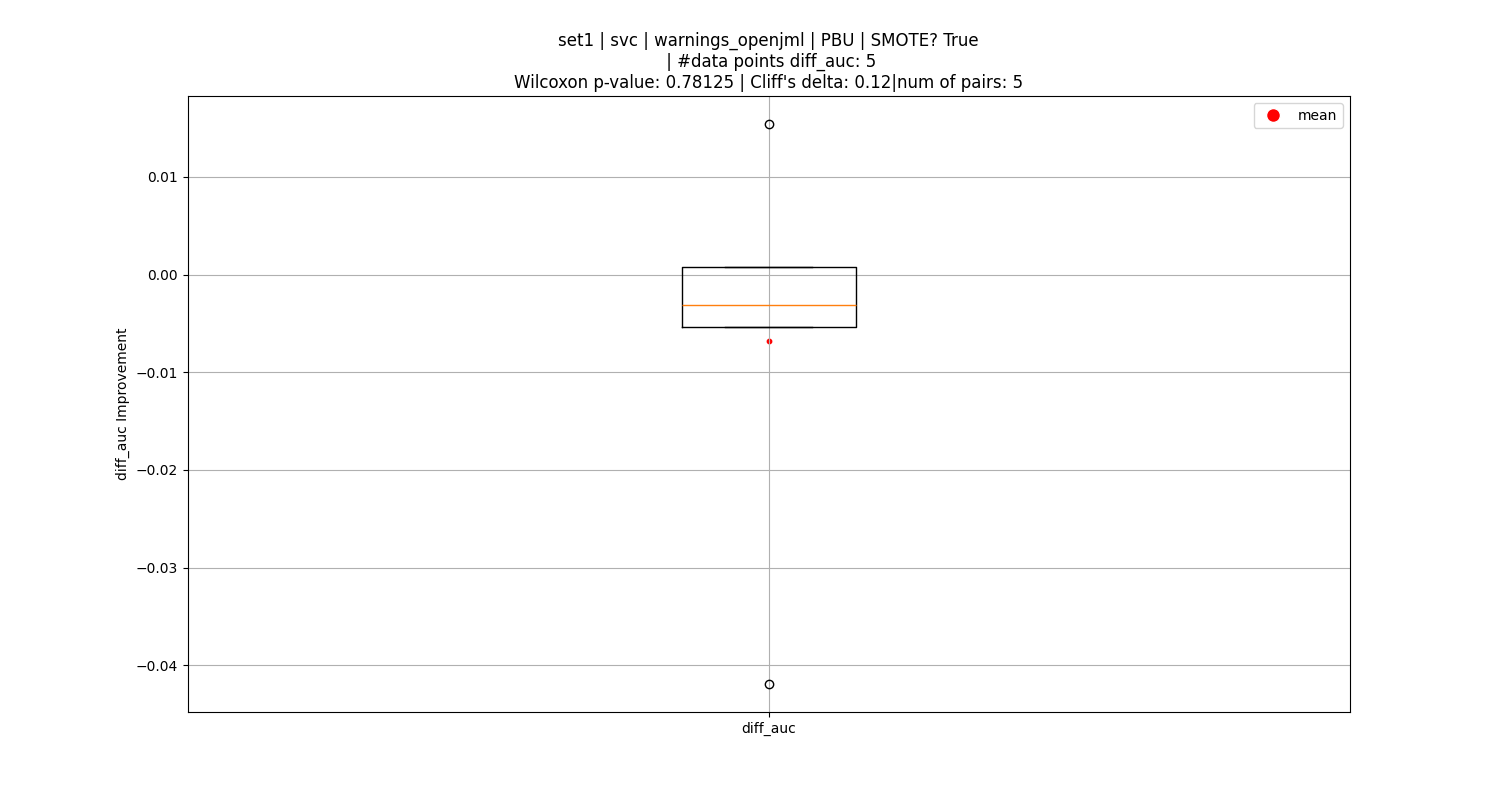 set1 | svc | warnings_openjml | PBU | SMOTE? True
| #data points diff_auc: 5
Wilcoxon p-value: 0.78125 | Cliff's delta: 0.12|num of pairs: 5
mean
0.01
0.00
−0.01
−0.02
−0.03
−0.04
diff_auc Improvement
diff_auc